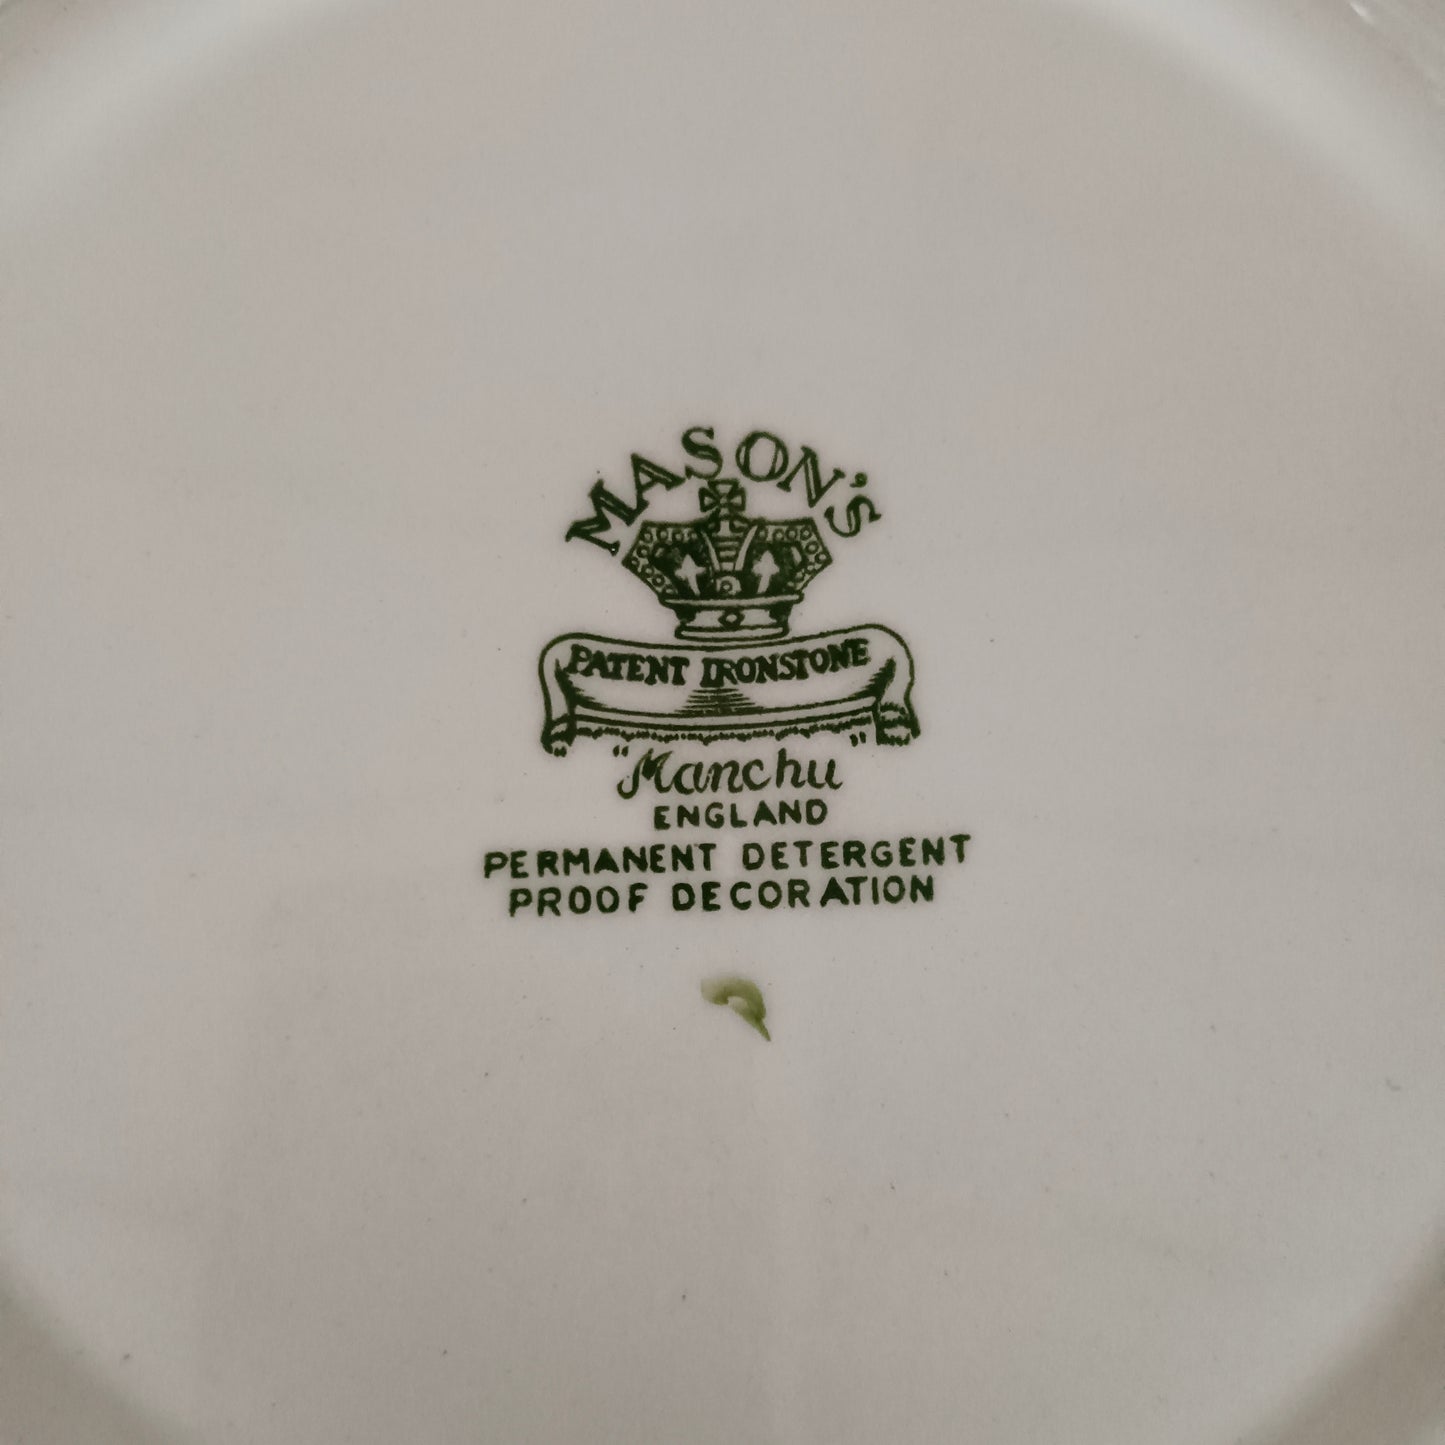 MASON'S
PATENT IRONSTONE
"Manchu"
ENGLAND
PERMANENT DETERGENT
PROOF DECORATION